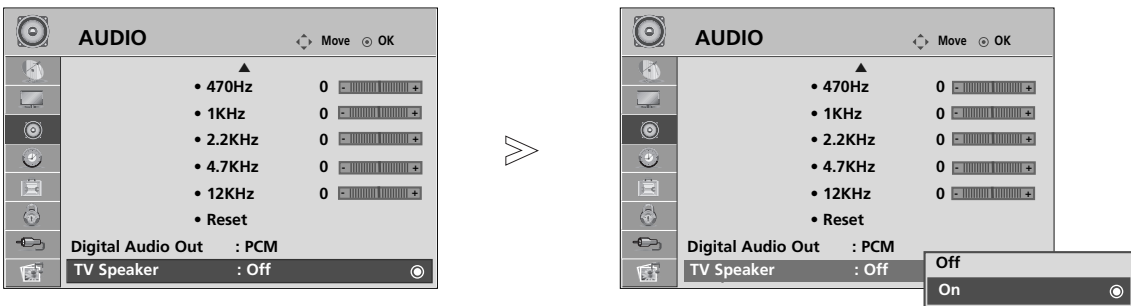 AUDIO Move OK
• 470Hz 0 - +
• 1KHz 0 - +
• 2.2KHz 0 - +
• 4.7KHz 0 - +
• 12KHz 0 - +
• Reset
Digital Audio Out : PCM
TV Speaker : Off
AUDIO Move OK
• 470Hz 0 - +
• 1KHz 0 - +
• 2.2KHz 0 - +
• 4.7KHz 0 - +
• 12KHz 0 - +
• Reset
Digital Audio Out : PCM
TV Speaker : Off
Off
On